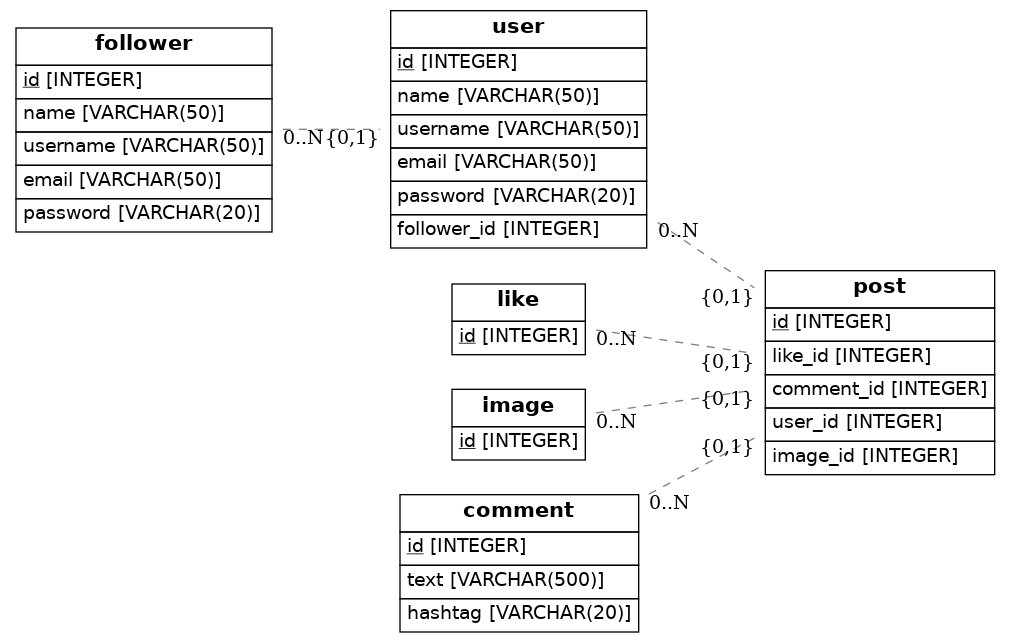 follower
id [INTEGER]
name [VARCHAR(50)]
username [VARCHAR(50)]
email [VARCHAR(50)]
password [VARCHAR(20)]
0..N
{0,1}
user
id [INTEGER]
name [VARCHAR(50)]
username [VARCHAR(50)]
email [VARCHAR(50)]
password [VARCHAR(20)]
follower_id [INTEGER]
0..N
{0,1}
like
id [INTEGER]
0..N
{0,1}
image
id [INTEGER]
0..N
{0,1}
comment
id [INTEGER]
text [VARCHAR(500)]
hashtag [VARCHAR(20)]
0..N
{0,1}
post
id [INTEGER]
like_id [INTEGER]
comment_id [INTEGER]
user_id [INTEGER]
image_id [INTEGER]